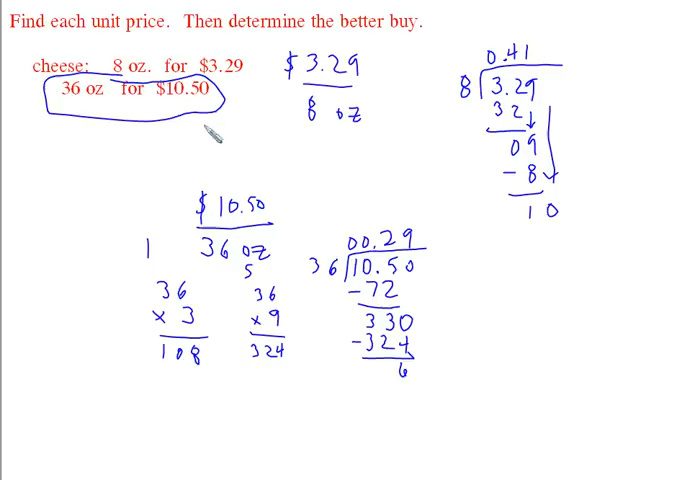 Find each unit price. Then determine the better buy.
cheese: 8 oz. for $3.29
36 oz for $10.50
$3.29
8 oz
0.41
8 3.29
32
09
-8
10
$10.50
1 36 oz
5
36
x 3
108
36
x 9
324
00.29
36 10.50
-72
330
-324
6